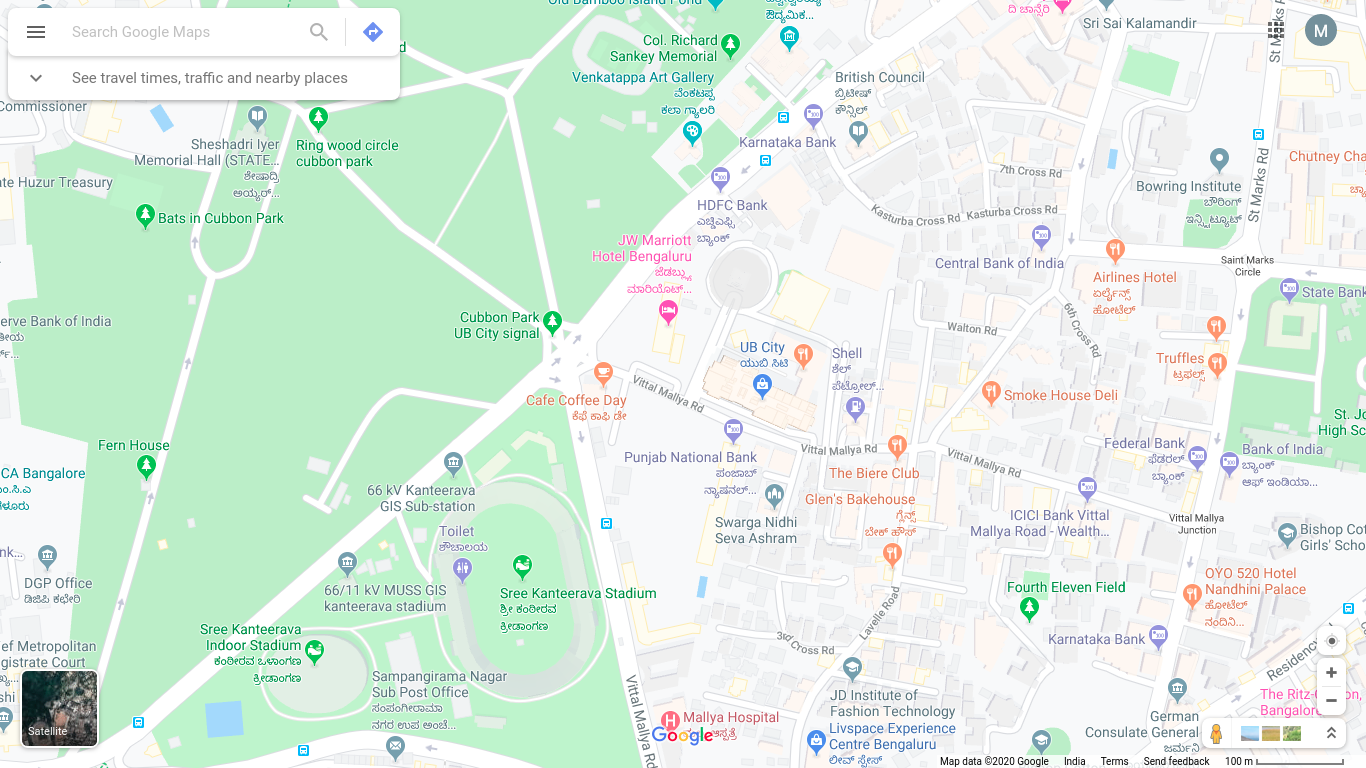 Old Bamboo Island Pond
ಔದ್ಯಮಿಕ...
ದಿ ಚಾನ್ಸೆರಿ
Sri Sai Kalamandir
St Marks Rd
M
Search Google Maps
See travel times, traffic and nearby places
Col. Richard
Sankey Memorial
Venkatappa Art Gallery
ವೆಂಕಟಪ್ಪ
ಕಲಾ ಗ್ಯಾಲರಿ
British Council
ಬ್ರಿಟೀಷ್
ಕೌನ್ಸಿಲ್
Commissioner
Sheshadri Iyer
Memorial Hall (STATE...
ಶೇಷಾದ್ರಿ
ಅಯ್ಯರ್...
Ring wood circle
cubbon park
Karnataka Bank
7th Cross Rd
Chutney Cha
Bowring Institute
ಬೌರಿಂಗ್
ಇನ್ಸ್ಟಿಟ್ಯೂಟ್
St Marks Rd
ate Huzur Treasury
Bats in Cubbon Park
HDFC Bank
ಎಚ್ಡಿಎಫ್ಸಿ
ಬ್ಯಾಂಕ್
Kasturba Cross Rd
Kasturba Cross Rd
JW Marriott
Hotel Bengaluru
ಜೆಡಬ್ಲ್ಯು
ಮಾರಿಯೊಟ್...
Central Bank of India
Airlines Hotel
ಏರ್ಲೈನ್ಸ್
ಹೋಟೆಲ್
Saint Marks
Circle
State Bank
erve Bank of India
Cubbon Park
UB City signal
UB City
ಯುಬಿ ಸಿಟಿ
Shell
ಶೆಲ್
ಪೆಟ್ರೋಲ್...
Walton Rd
6th Cross Rd
Truffles
ಟ್ರಫಲ್ಸ್
Cafe Coffee Day
ಕೆಫೆ ಕಾಫಿ ಡೇ
Vittal Mallya Rd
Smoke House Deli
St. Jo
High Sc
Fern House
CA Bangalore
Punjab National Bank
ಪಂಜಾಬ್
ನ್ಯಾಷನಲ್...
Vittal Mallya Rd
The Biere Club
Vittal Mallya Rd
Federal Bank
ಫೆಡರಲ್
ಬ್ಯಾಂಕ್
Bank of India
ಬ್ಯಾಂಕ್
ಆಫ್ ಇಂಡಿಯಾ...
66 kV Kanteerava
GIS Sub-station
Glen's Bakehouse
ಗ್ಲೆನ್ಸ್
ಬೇಕ್ ಹೌಸ್
Swarga Nidhi
Seva Ashram
ICICI Bank Vittal
Mallya Road - Wealth...
Vittal Mallya
Junction
Bishop Cot
Girls' Scho
Toilet
ಶೌಚಾಲಯ
DGP Office
ಡಿಜಿಪಿ ಕಛೇರಿ
66/11 kV MUSS GIS
kanteerava stadium
Sree Kanteerava Stadium
ಶ್ರೀ ಕಂಠೀರವ
ಕ್ರೀಡಾಂಗಣ
Lavelle Road
Fourth Eleven Field
OYO 520 Hotel
Nandhini Palace
ಹೋಟೆಲ್
ನಂದಿನಿ...
Sree Kanteerava
Indoor Stadium
ಕಂಠೀರವ ಒಳಾಂಗಣ
ಕ್ರೀಡಾಂಗಣ
3rd Cross Rd
Karnataka Bank
ef Metropolitan
gistrate Court
Sampangirama Nagar
Sub Post Office
ಸಂಪಂಗೀರಾಮಾ
ನಗರ ಉಪ ಅಂಚೆ...
Vittal Mallya Rd
JD Institute of
Fashion Technology
Residency
The Ritz-Carlton,
Bangalore
Satellite
Mallya Hospital
Google
Livspace Experience
Centre Bengaluru
ಲೀವ್ ಸ್ಪೇಸ್
German
Consulate General
ಜರ್ಮನಿ
Map data ©2020 Google India Terms Send feedback 100 m